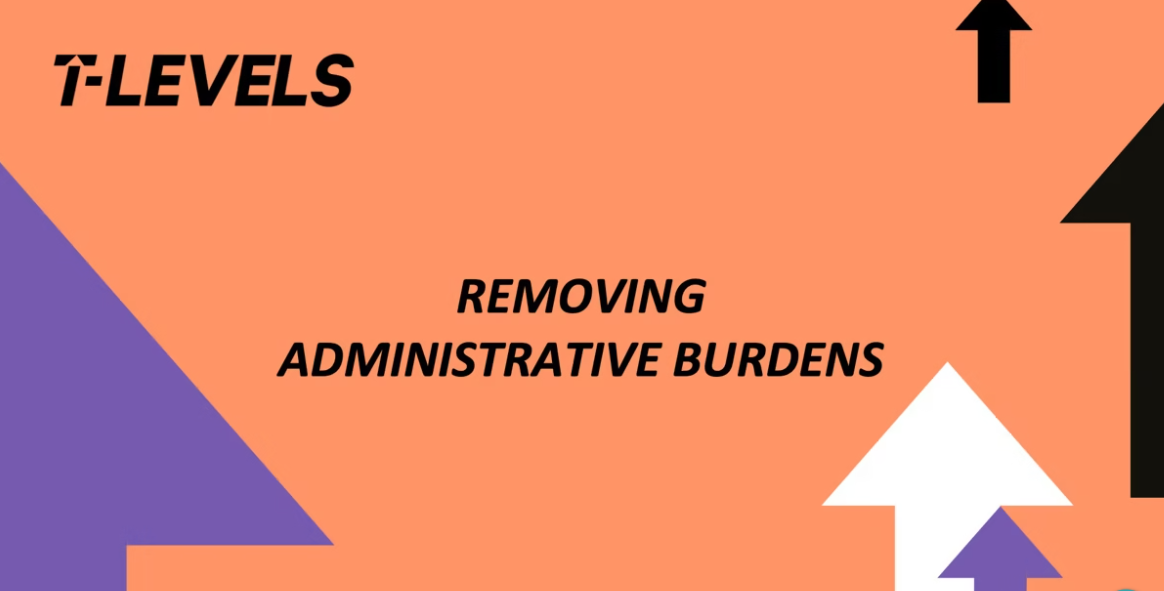 T-LEVELS
REMOVING
ADMINISTRATIVE BURDENS